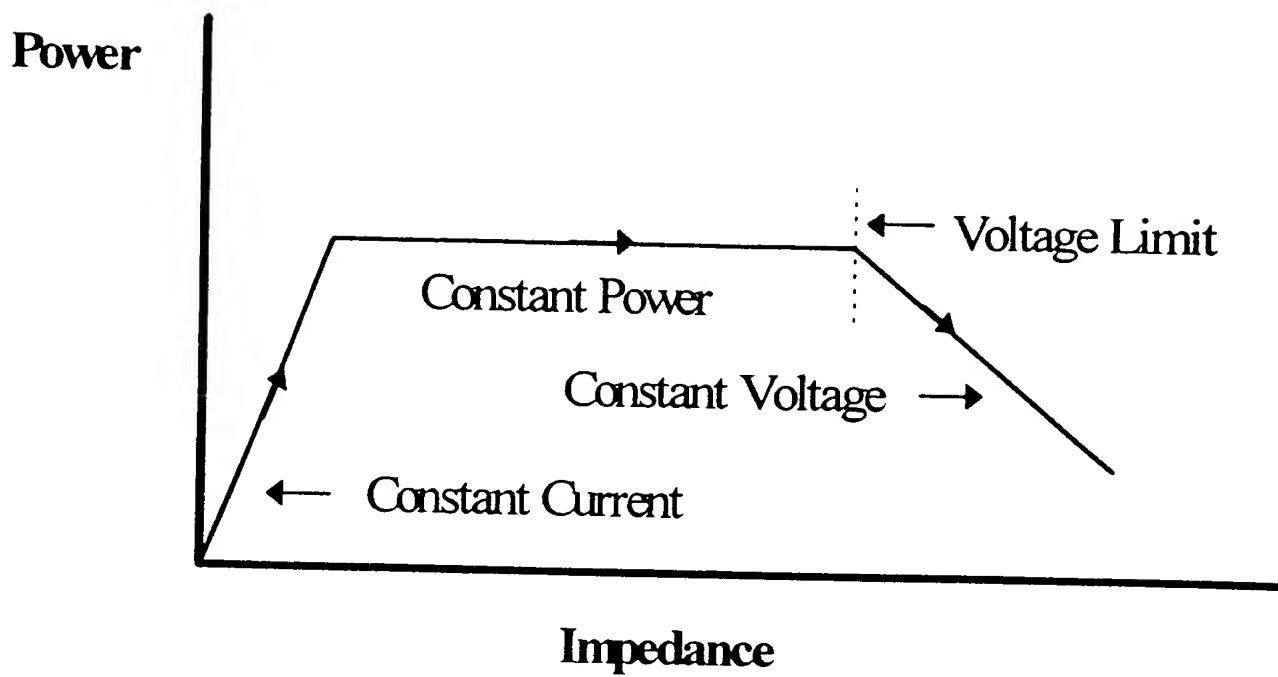 Power
Voltage Limit
Constant Power
Constant Voltage
Constant Current
Impedance